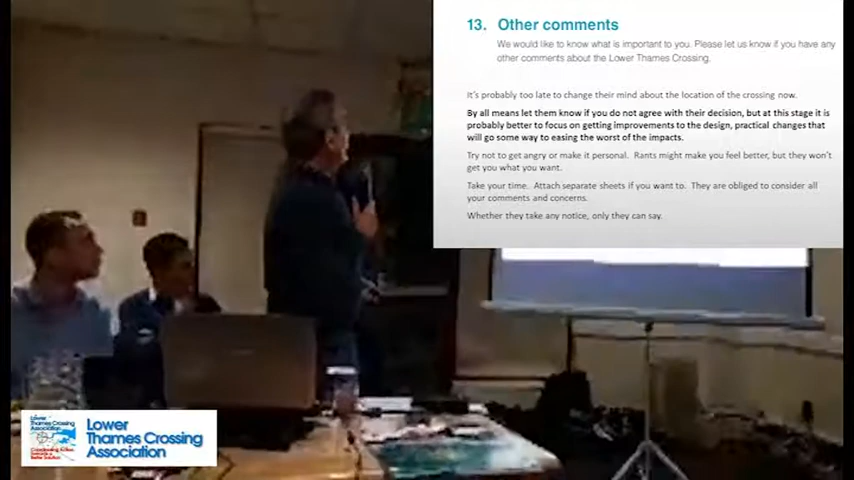 13. Other comments
We would like to know what is important to you. Please let us know if you have any
other comments about the Lower Thames Crossing.
It's probably too late to change their mind about the location of the crossing now.
By all means let them know if you do not agree with their decision, but at this stage it is
probably better to focus on getting improvements to the design, practical changes that
will go some way to easing the worst of the impacts.
Try not to get angry or make it personal. Rants might make you feel better, but they won't
get you what you want.
Take your time. Attach separate sheets if you want to. They are obliged to consider all
your comments and concerns.
Whether they take any notice, only they can say.
Lower
Thames Crossing
Association
Lower
Thames Crossing
Association